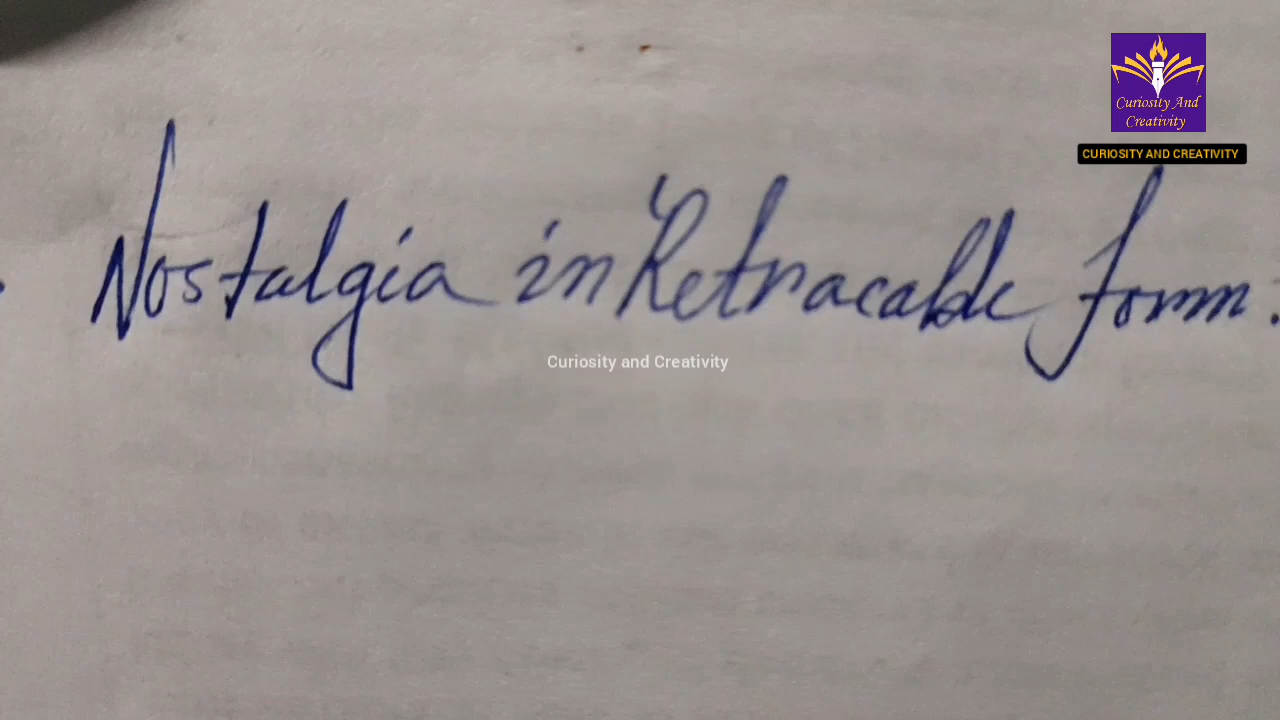 Curiosity And
Creativity
CURIOSITY AND CREATIVITY
Nostalgia in Retracable form:
Curiosity and Creativity